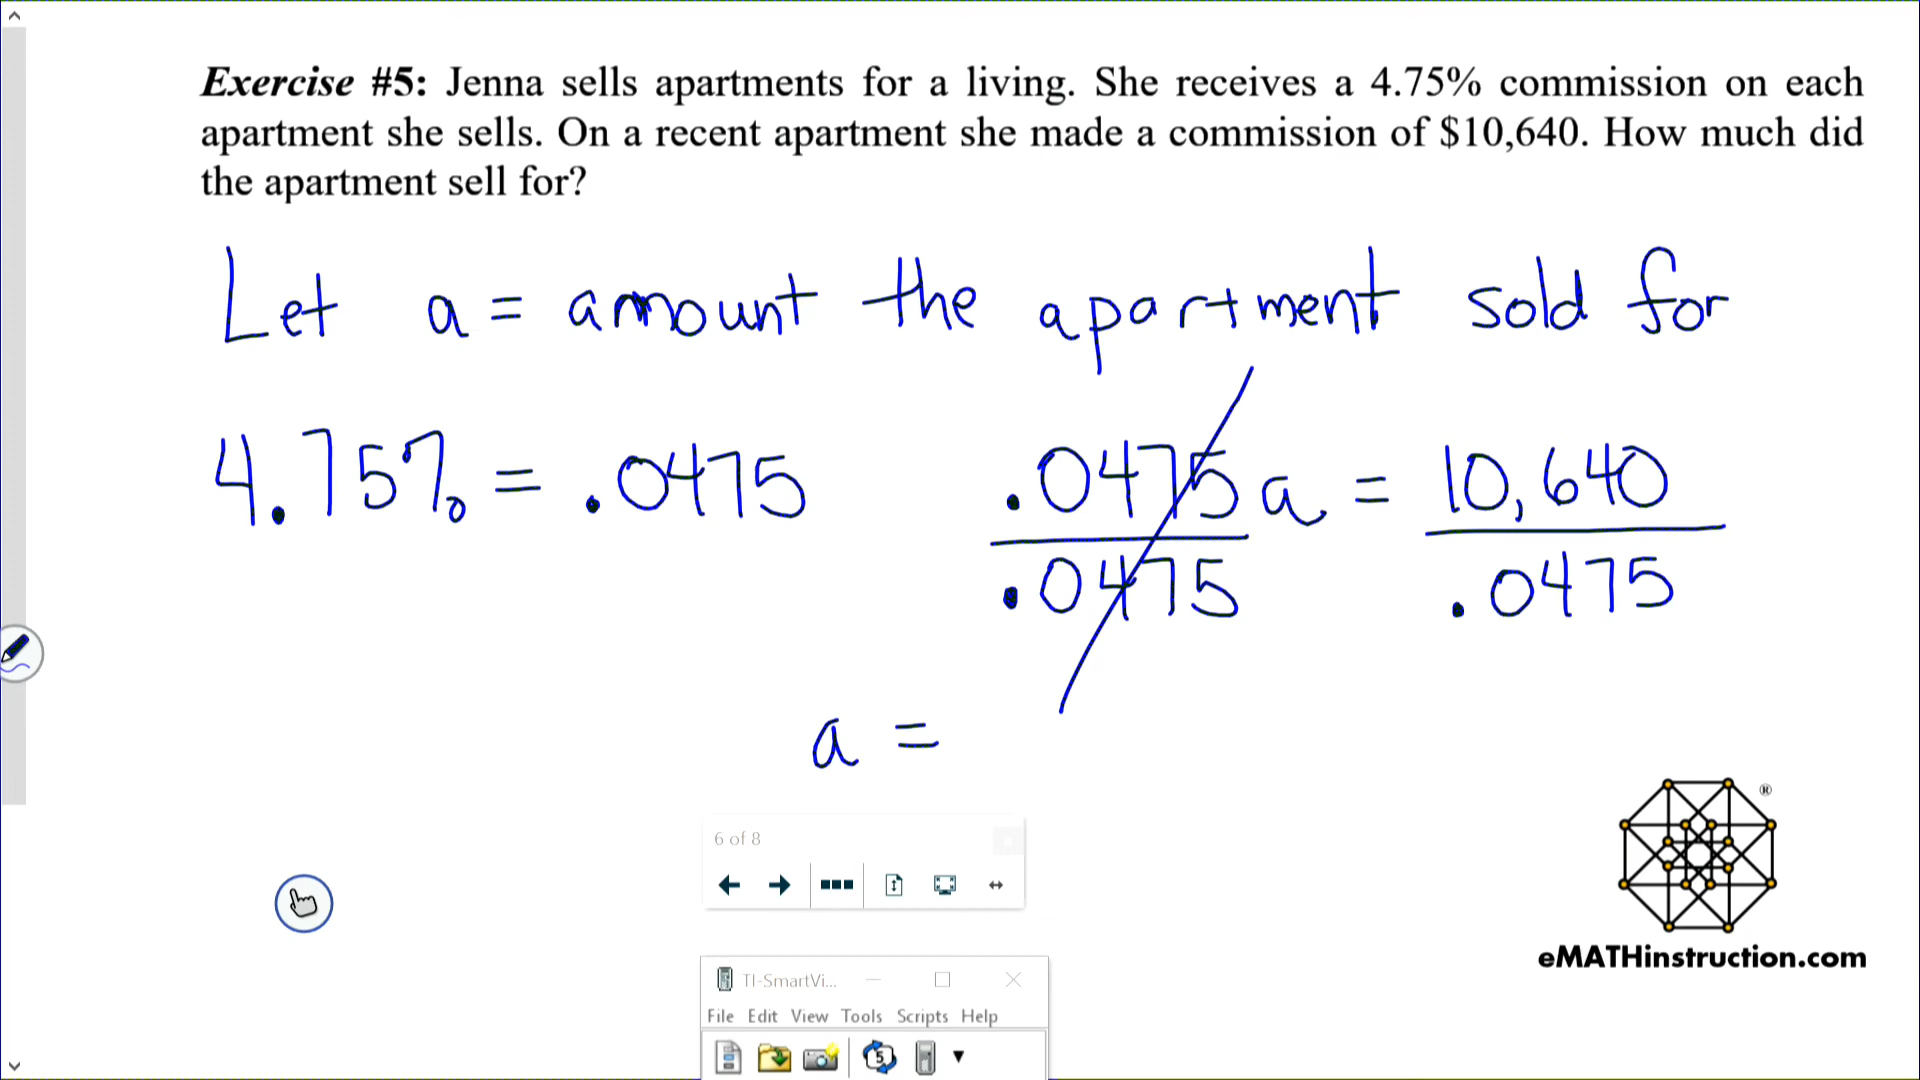 Exercise #5: Jenna sells apartments for a living. She receives a 4.75% commission on each
apartment she sells. On a recent apartment she made a commission of $10,640. How much did
the apartment sell for?
Let a = amount the apartment sold for
4.75% = .0475
.0475a = 10,640
.0475 .0475
a =
6 of 8
®
eMATHinstruction.com
TI-SmartVi...
File Edit View Tools Scripts Help
5